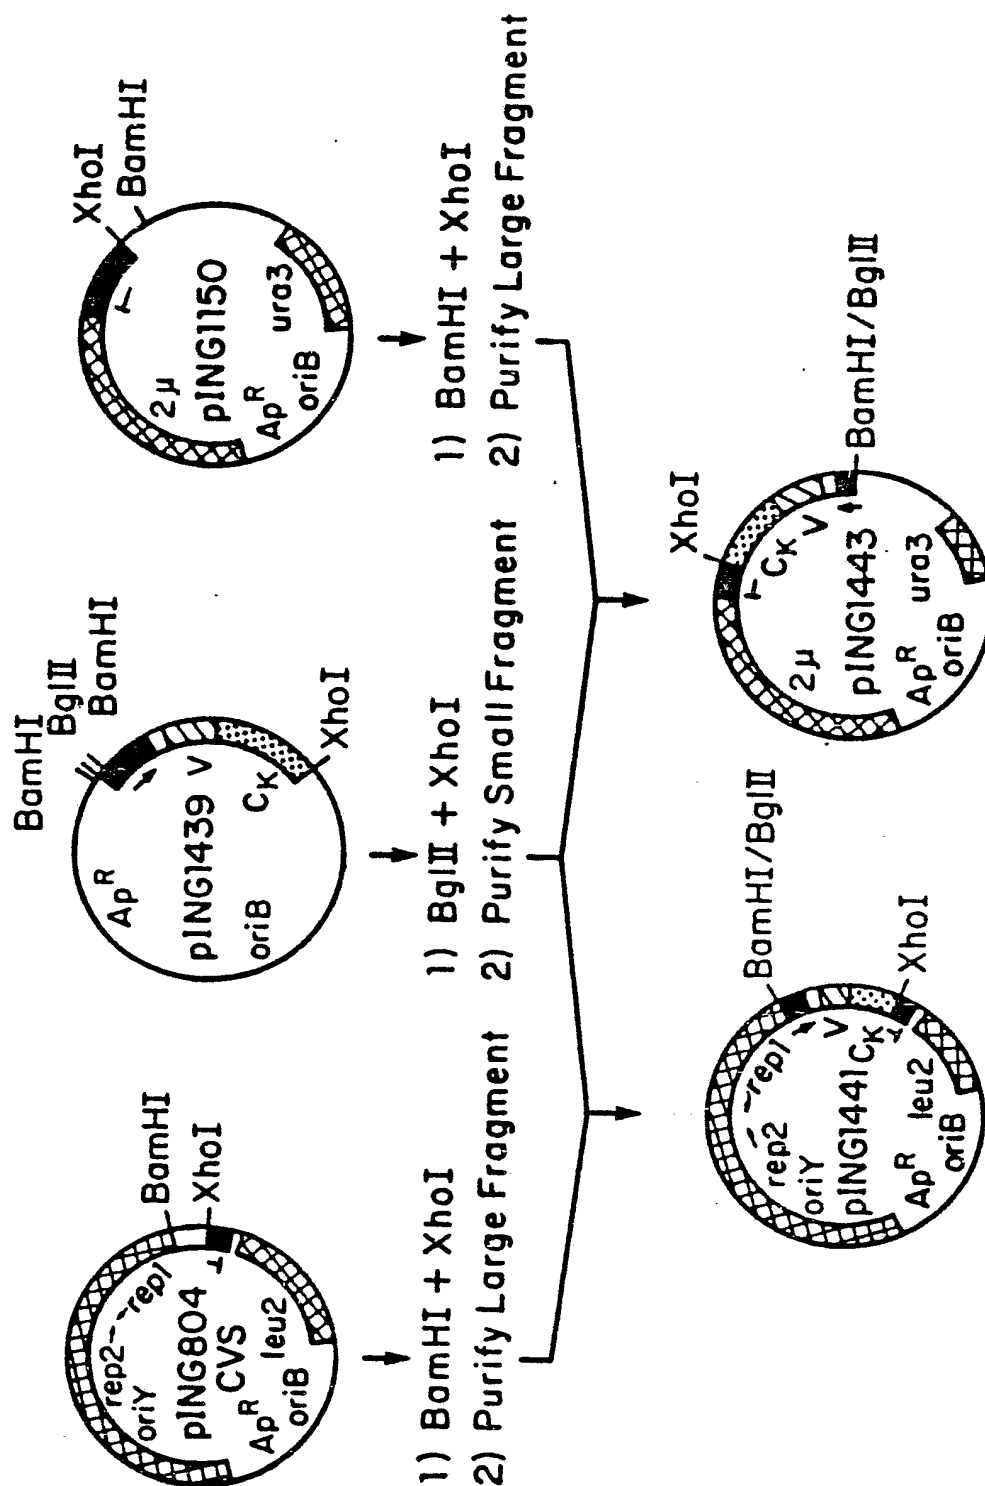 BamHI
XhoI
rep2
rep1
oriY
pING804
CVS
Ap^R
leu2
oriB
1) BamHI + XhoI
2) Purify Large Fragment
BamHI
BglII
BamHI
Ap^R
pING1439
V
Cκ
oriB
XhoI
1) BglII + XhoI
2) Purify Small Fragment
XhoI
BamHI
2μ
pING1150
Ap^R
ura3
oriB
1) BamHI + XhoI
2) Purify Large Fragment
BamHI/BglII
rep2
rep1
oriY
V
pING1441
Cκ
XhoI
Ap^R
leu2
oriB
XhoI
2μ
Cκ
V
pING1443
BamHI/BglII
Ap^R
ura3
oriB